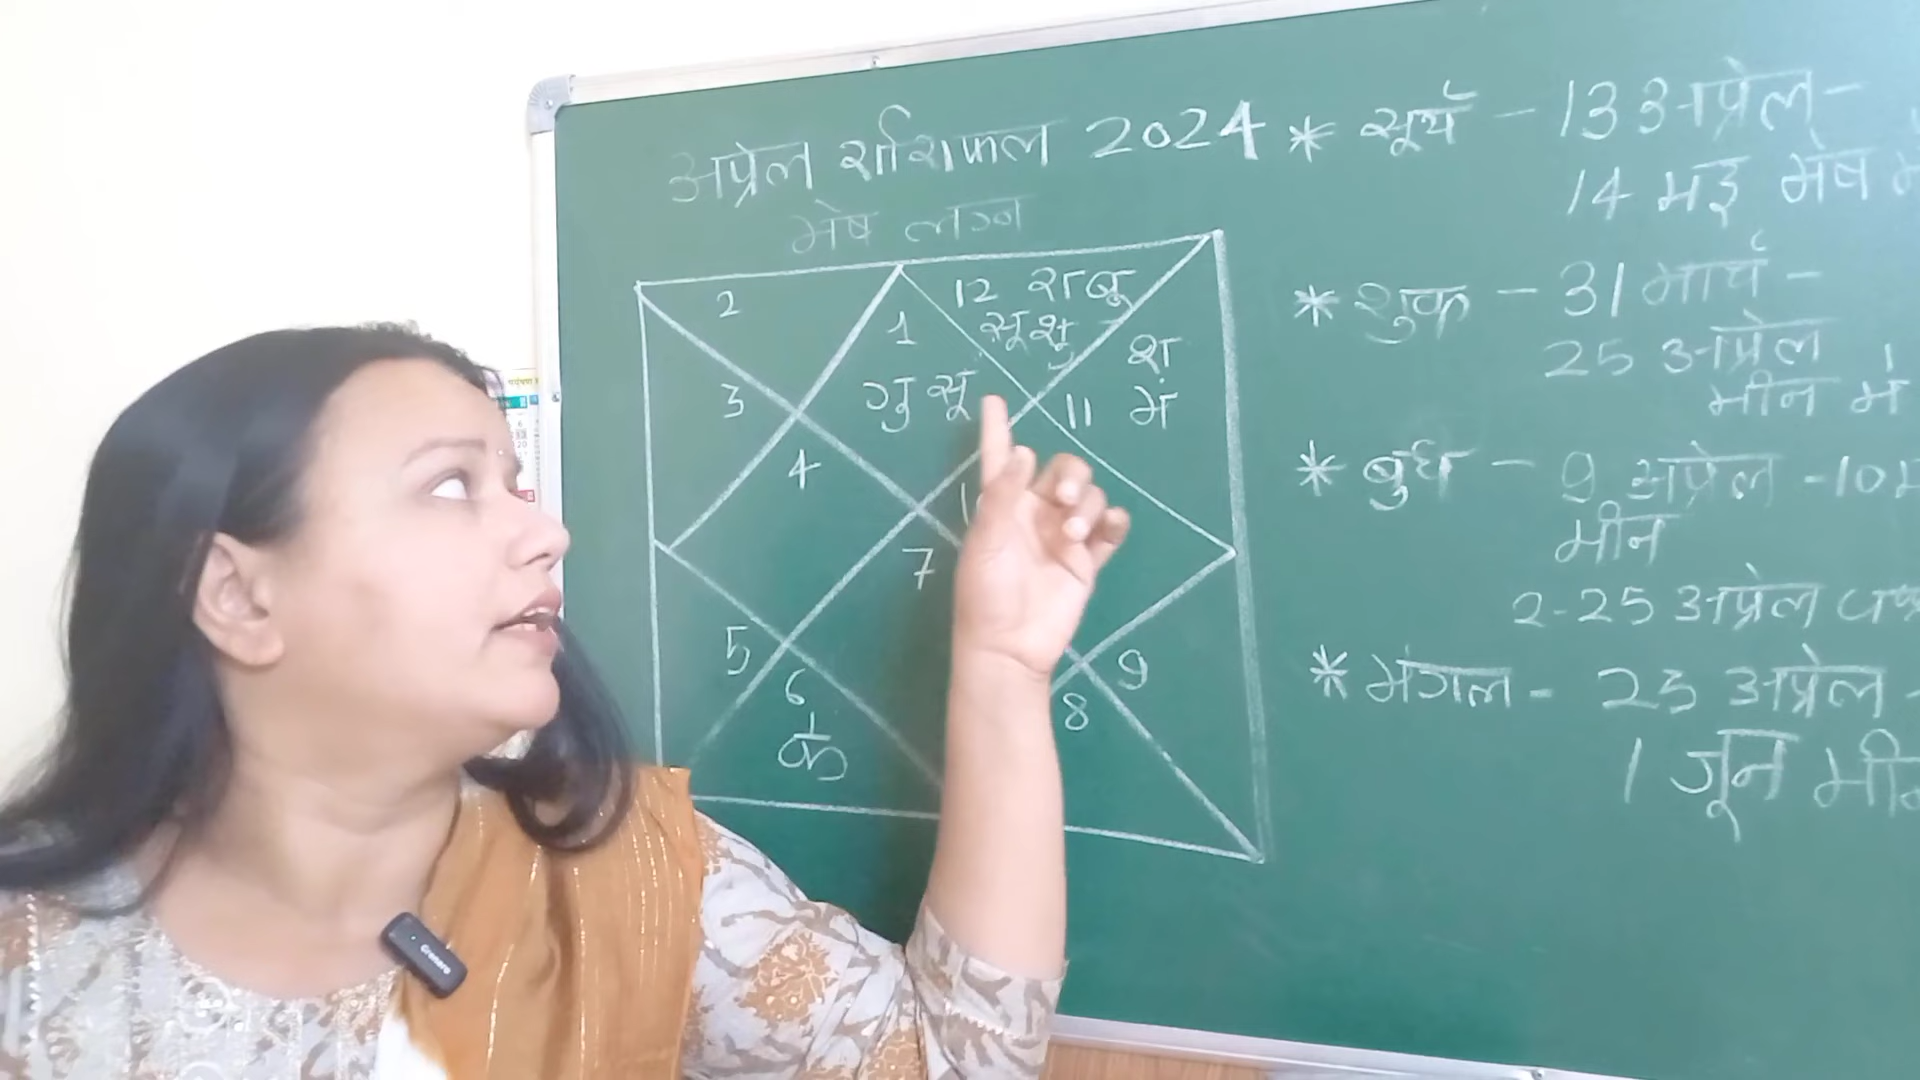 अप्रेल राशिफल 2024
मेष लग्न
2
12 राबु
सूशु
1
गु सू
श
मं
11
3
4
7
5
6
के
9
8
* सूर्य - 13 अप्रेल -
14 मई मेष
* शुक्र - 31 मार्च -
25 अप्रेल
मीन में
* बुध - 9 अप्रेल - 10
मीन
2-25 अप्रेल
* मंगल - 23 अप्रेल -
1 जून